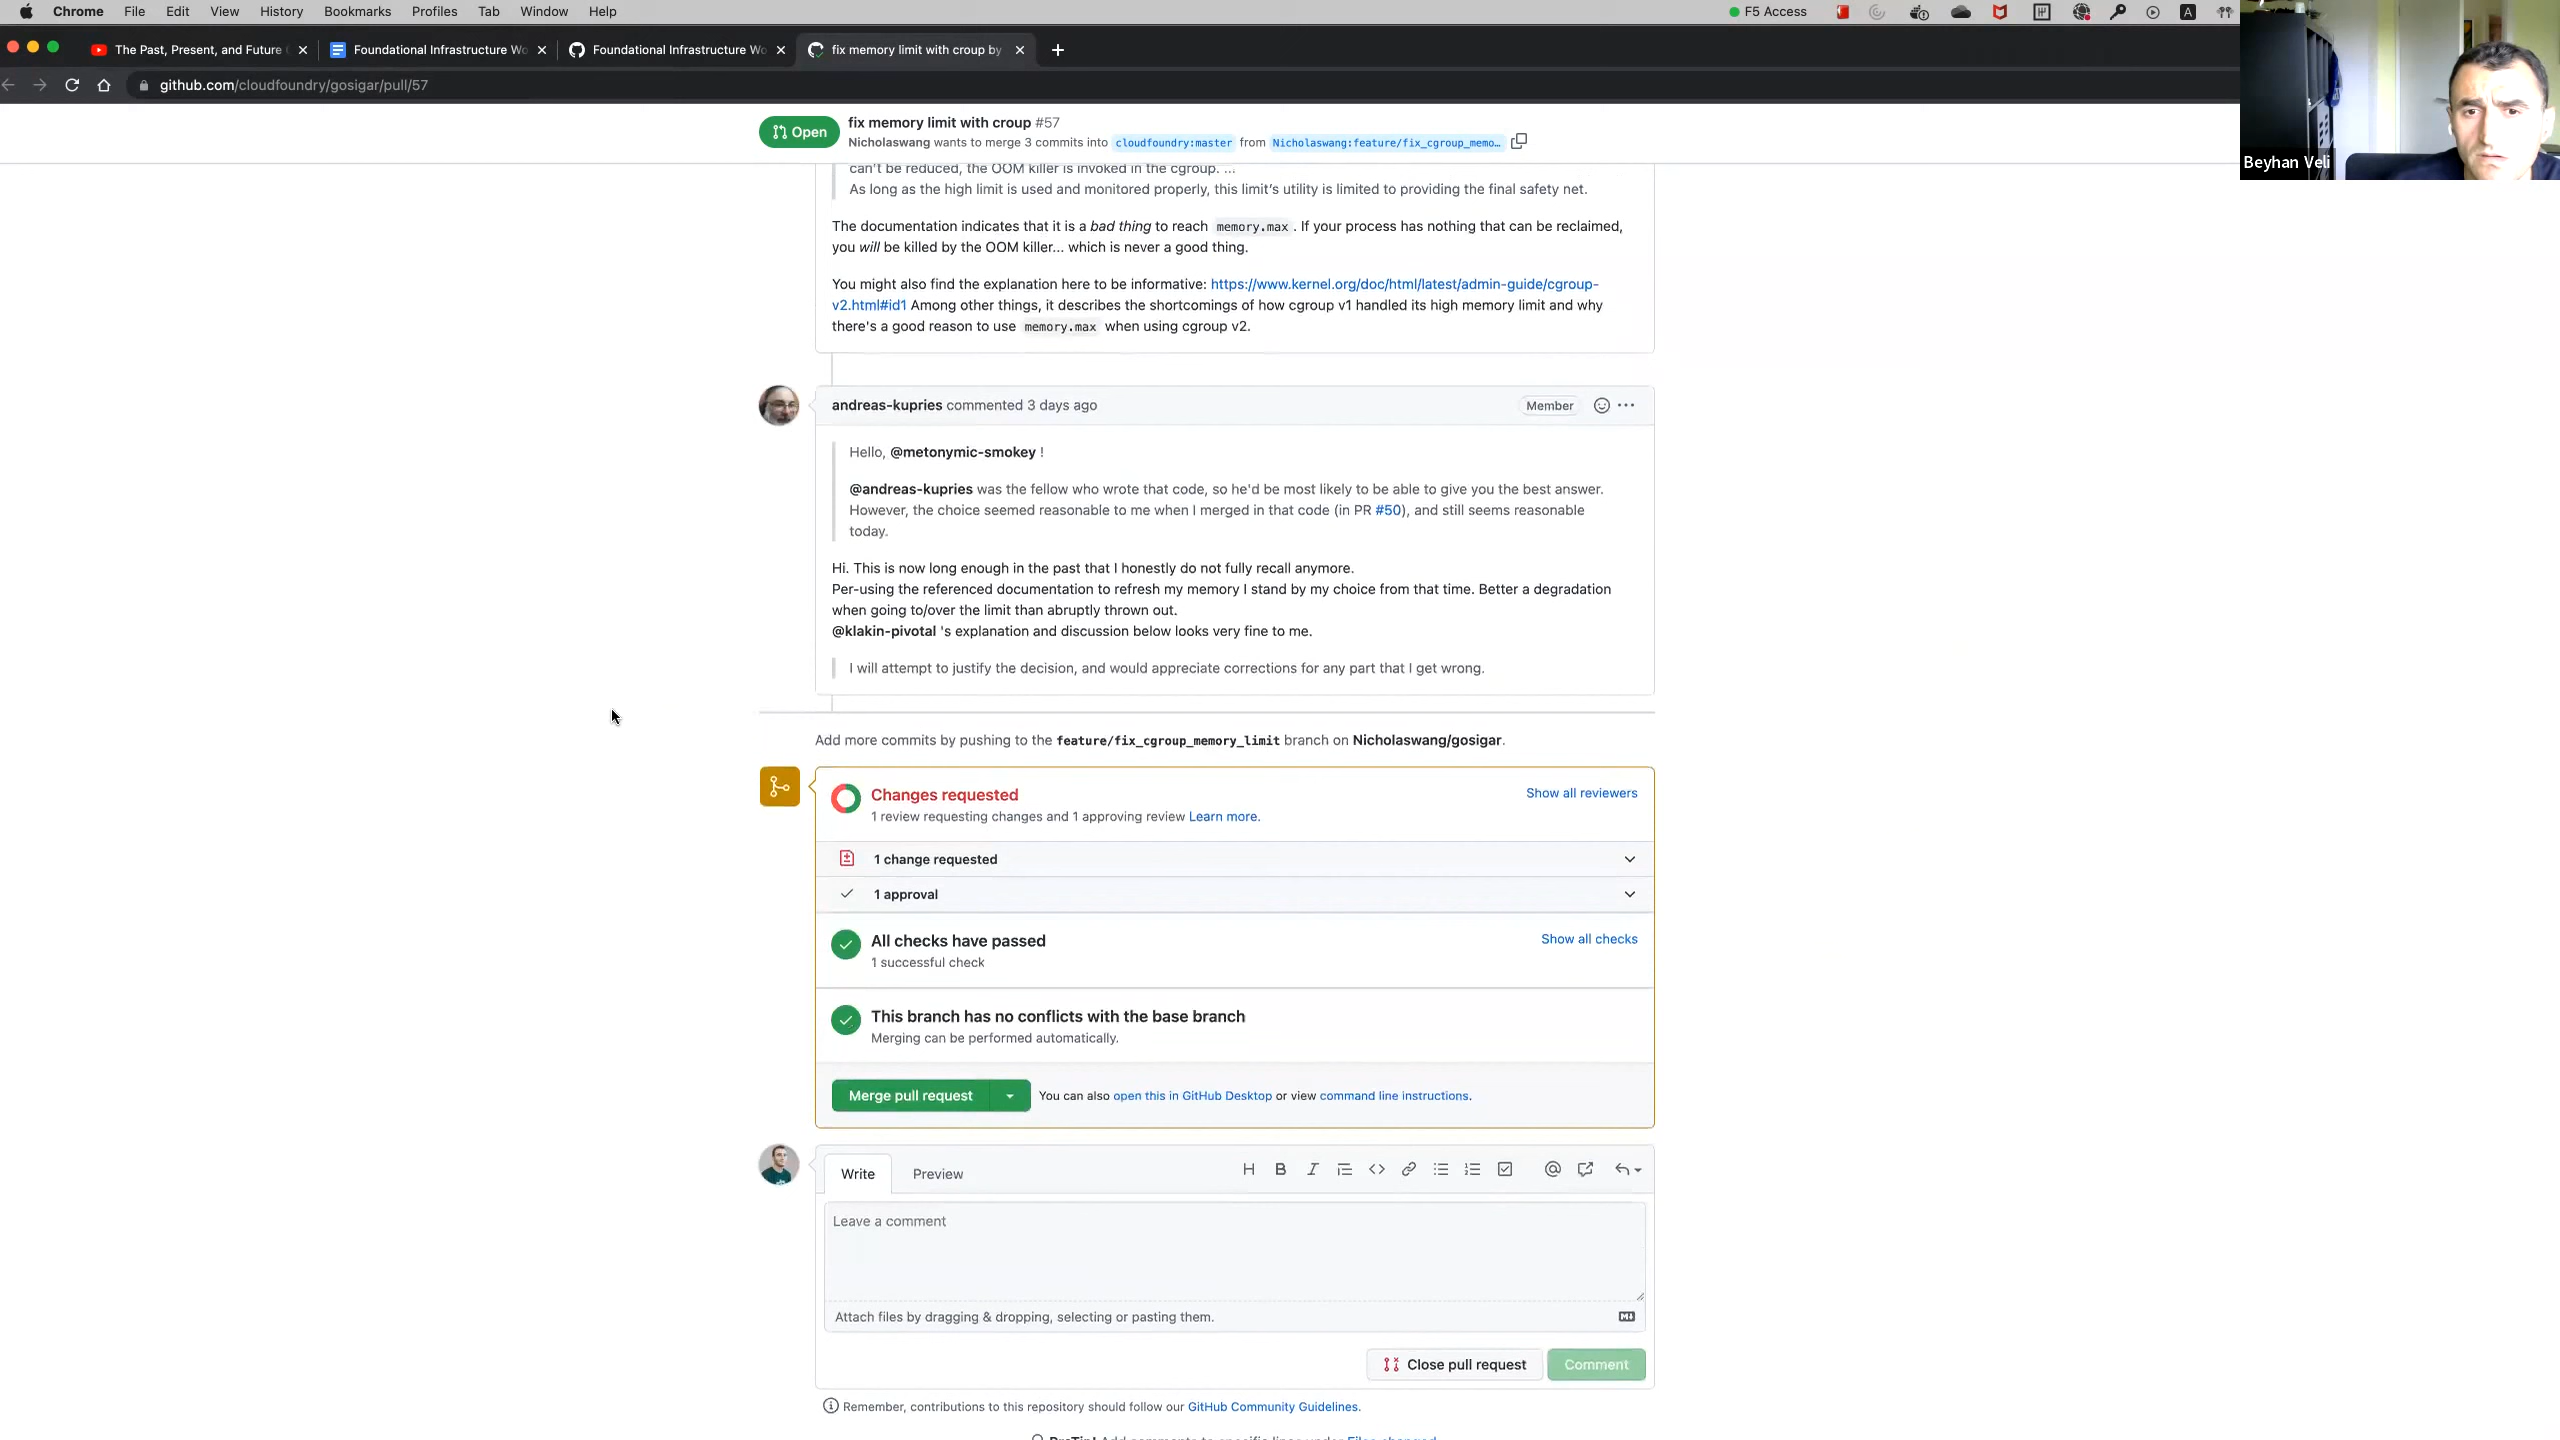 Chrome File Edit View History Bookmarks Profiles Tab Window Help F5 Access A
The Past, Present, and Future Foundational Infrastructure Wo Foundational Infrastructure Wo fix memory limit with croup by
github.com/cloudfoundry/gosigar/pull/57
Beyhan Veli
Open
fix memory limit with croup #57
Nicholaswang wants to merge 3 commits into cloudfoundry:master from Nicholaswang:feature/fix_cgroup_memo…
can't be reduced, the OOM killer is invoked in the cgroup. ...
As long as the high limit is used and monitored properly, this limit's utility is limited to providing the final safety net.
The documentation indicates that it is a bad thing to reach memory.max. If your process has nothing that can be reclaimed,
you will be killed by the OOM killer... which is never a good thing.
You might also find the explanation here to be informative: https://www.kernel.org/doc/html/latest/admin-guide/cgroup-
v2.html#id1 Among other things, it describes the shortcomings of how cgroup v1 handled its high memory limit and why
there's a good reason to use memory.max when using cgroup v2.
andreas-kupries commented 3 days ago Member
Hello, @metonymic-smokey !
@andreas-kupries was the fellow who wrote that code, so he'd be most likely to be able to give you the best answer.
However, the choice seemed reasonable to me when I merged in that code (in PR #50), and still seems reasonable
today.
Hi. This is now long enough in the past that I honestly do not fully recall anymore.
Per-using the referenced documentation to refresh my memory I stand by my choice from that time. Better a degradation
when going to/over the limit than abruptly thrown out.
@klakin-pivotal 's explanation and discussion below looks very fine to me.
I will attempt to justify the decision, and would appreciate corrections for any part that I get wrong.
Add more commits by pushing to the feature/fix_cgroup_memory_limit branch on Nicholaswang/gosigar.
Changes requested Show all reviewers
1 review requesting changes and 1 approving review Learn more.
1 change requested
1 approval
All checks have passed Show all checks
1 successful check
This branch has no conflicts with the base branch
Merging can be performed automatically.
Merge pull request You can also open this in GitHub Desktop or view command line instructions.
Write Preview
Leave a comment
Attach files by dragging & dropping, selecting or pasting them.
Close pull request Comment
Remember, contributions to this repository should follow our GitHub Community Guidelines.
ProTip! Add comments to specific lines under Files changed.